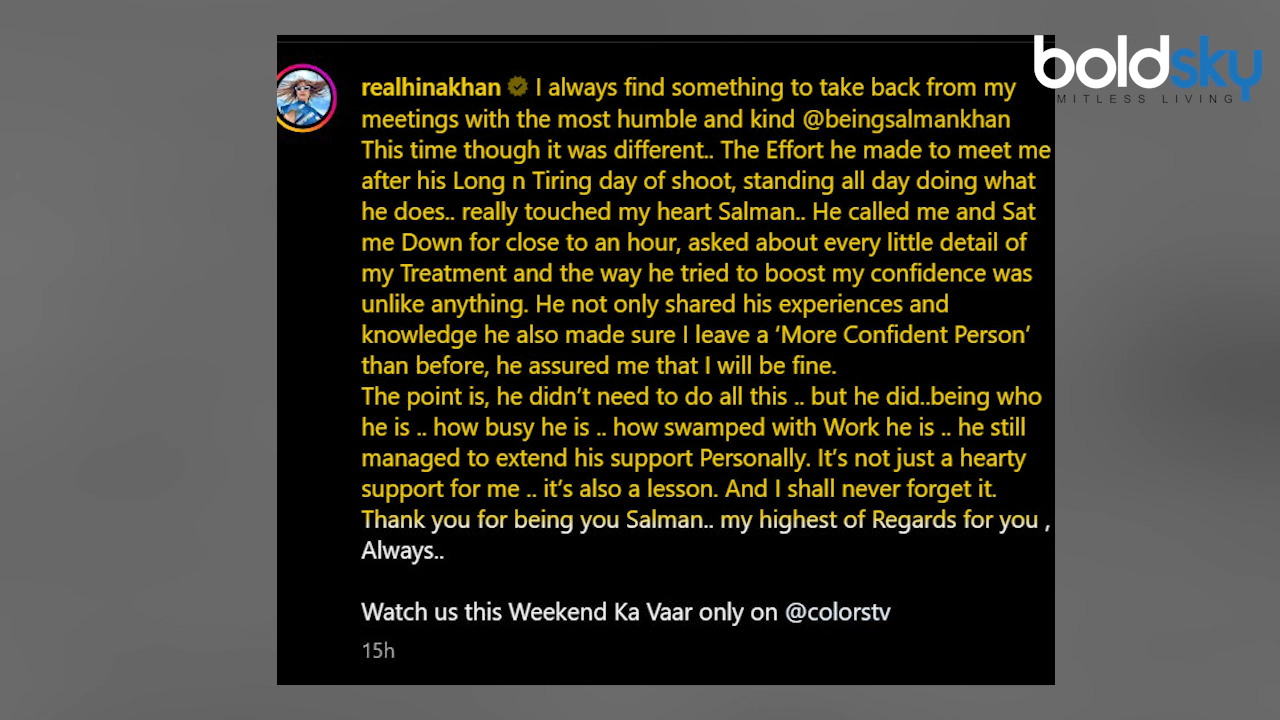 boldsky
MITLESS LIVING
realhinakhan I always find something to take back from my
meetings with the most humble and kind @beingsalmankhan
This time though it was different.. The Effort he made to meet me
after his Long n Tiring day of shoot, standing all day doing what
he does.. really touched my heart Salman.. He called me and Sat
me Down for close to an hour, asked about every little detail of
my Treatment and the way he tried to boost my confidence was
unlike anything. He not only shared his experiences and
knowledge he also made sure I leave a ‘More Confident Person’
than before, he assured me that I will be fine.
The point is, he didn’t need to do all this .. but he did..being who
he is .. how busy he is .. how swamped with Work he is .. he still
managed to extend his support Personally. It’s not just a hearty
support for me .. it’s also a lesson. And I shall never forget it.
Thank you for being you Salman.. my highest of Regards for you ,
Always..
Watch us this Weekend Ka Vaar only on @colorstv
15h